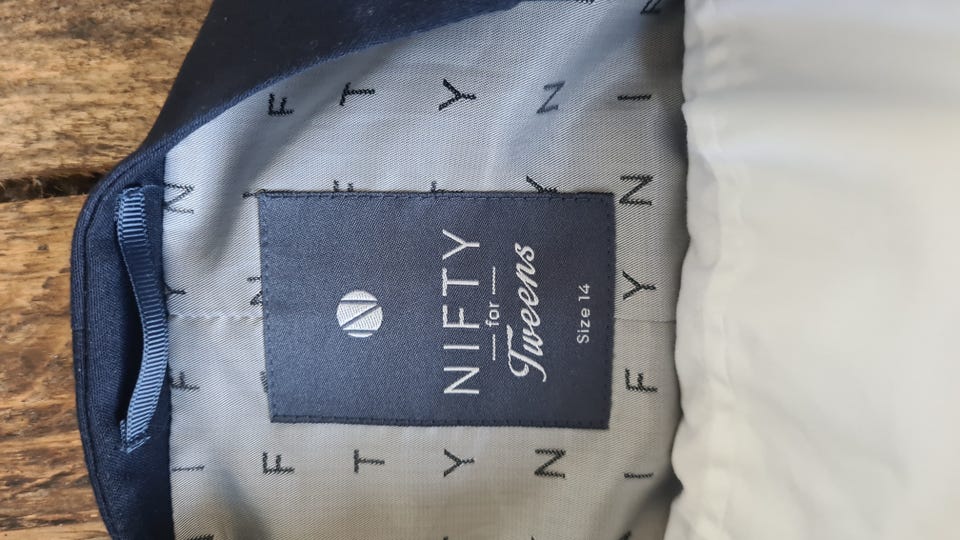 I F Y N
F F
T T
NIFTY
Y Y
for
Tweens
N N
Size 14
I F Y N I